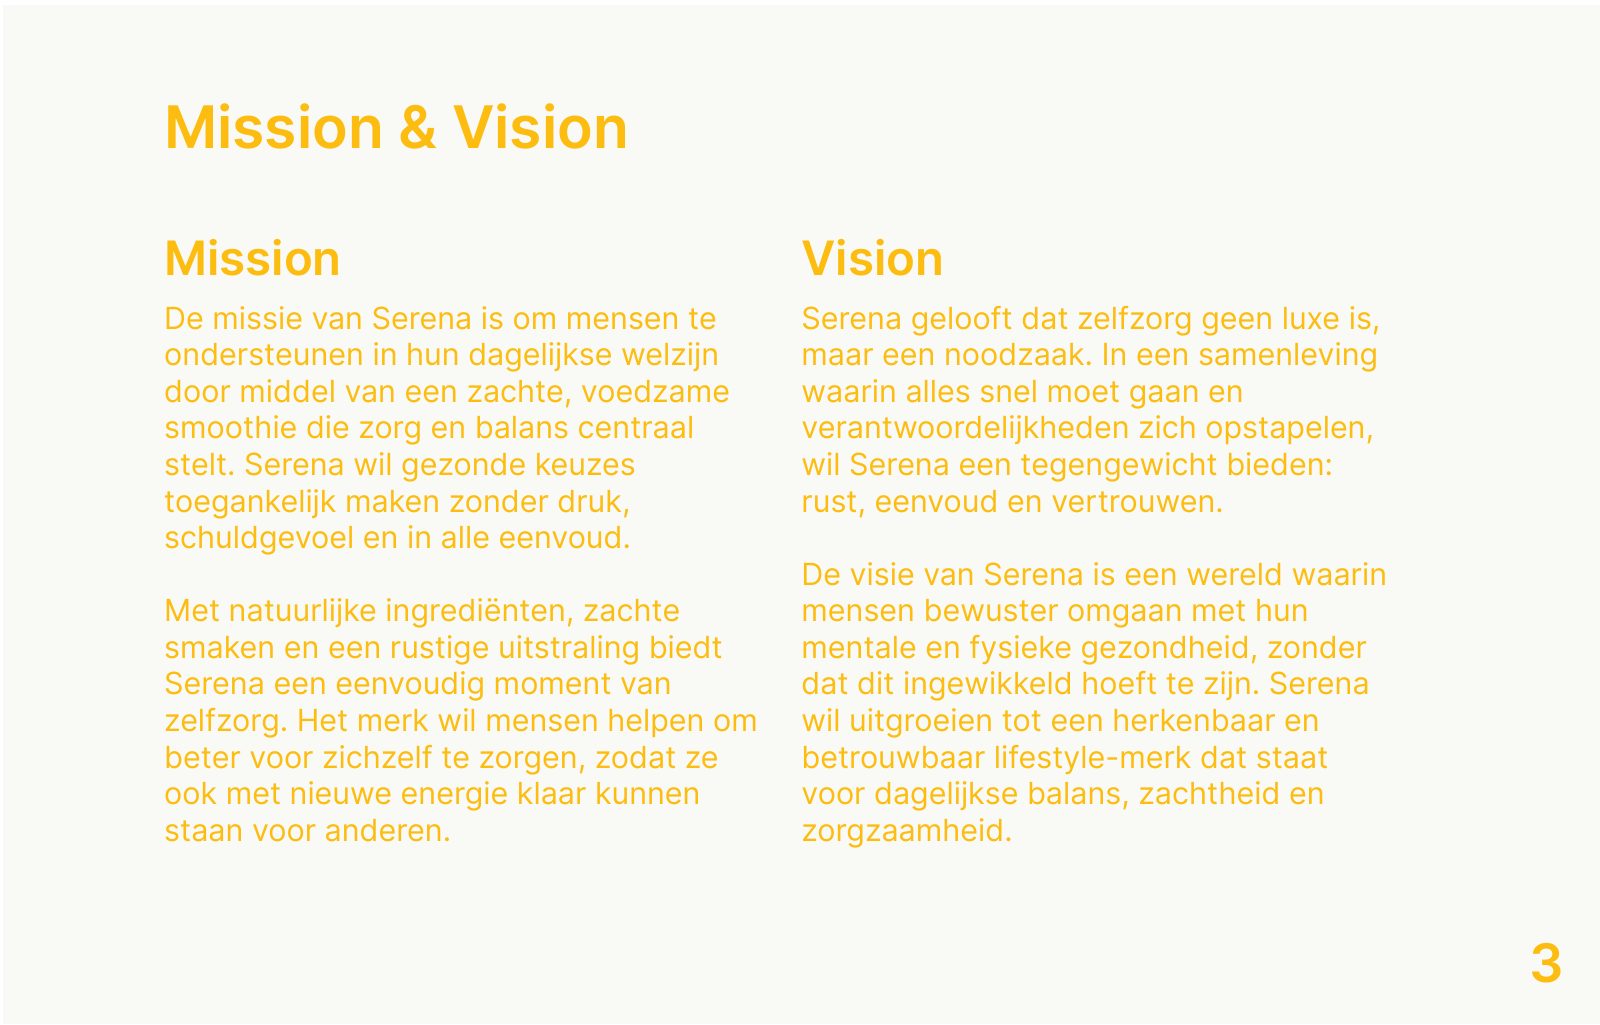 Mission & Vision
Mission
De missie van Serena is om mensen te
ondersteunen in hun dagelijkse welzijn
door middel van een zachte, voedzame
smoothie die zorg en balans centraal
stelt. Serena wil gezonde keuzes
toegankelijk maken zonder druk,
schuldgevoel en in alle eenvoud.
Met natuurlijke ingrediënten, zachte
smaken en een rustige uitstraling biedt
Serena een eenvoudig moment van
zelfzorg. Het merk wil mensen helpen om
beter voor zichzelf te zorgen, zodat ze
ook met nieuwe energie klaar kunnen
staan voor anderen.
Vision
Serena gelooft dat zelfzorg geen luxe is,
maar een noodzaak. In een samenleving
waarin alles snel moet gaan en
verantwoordelijkheden zich opstapelen,
wil Serena een tegengewicht bieden:
rust, eenvoud en vertrouwen.
De visie van Serena is een wereld waarin
mensen bewuster omgaan met hun
mentale en fysieke gezondheid, zonder
dat dit ingewikkeld hoeft te zijn. Serena
wil uitgroeien tot een herkenbaar en
betrouwbaar lifestyle-merk dat staat
voor dagelijkse balans, zachtheid en
zorgzaamheid.
3